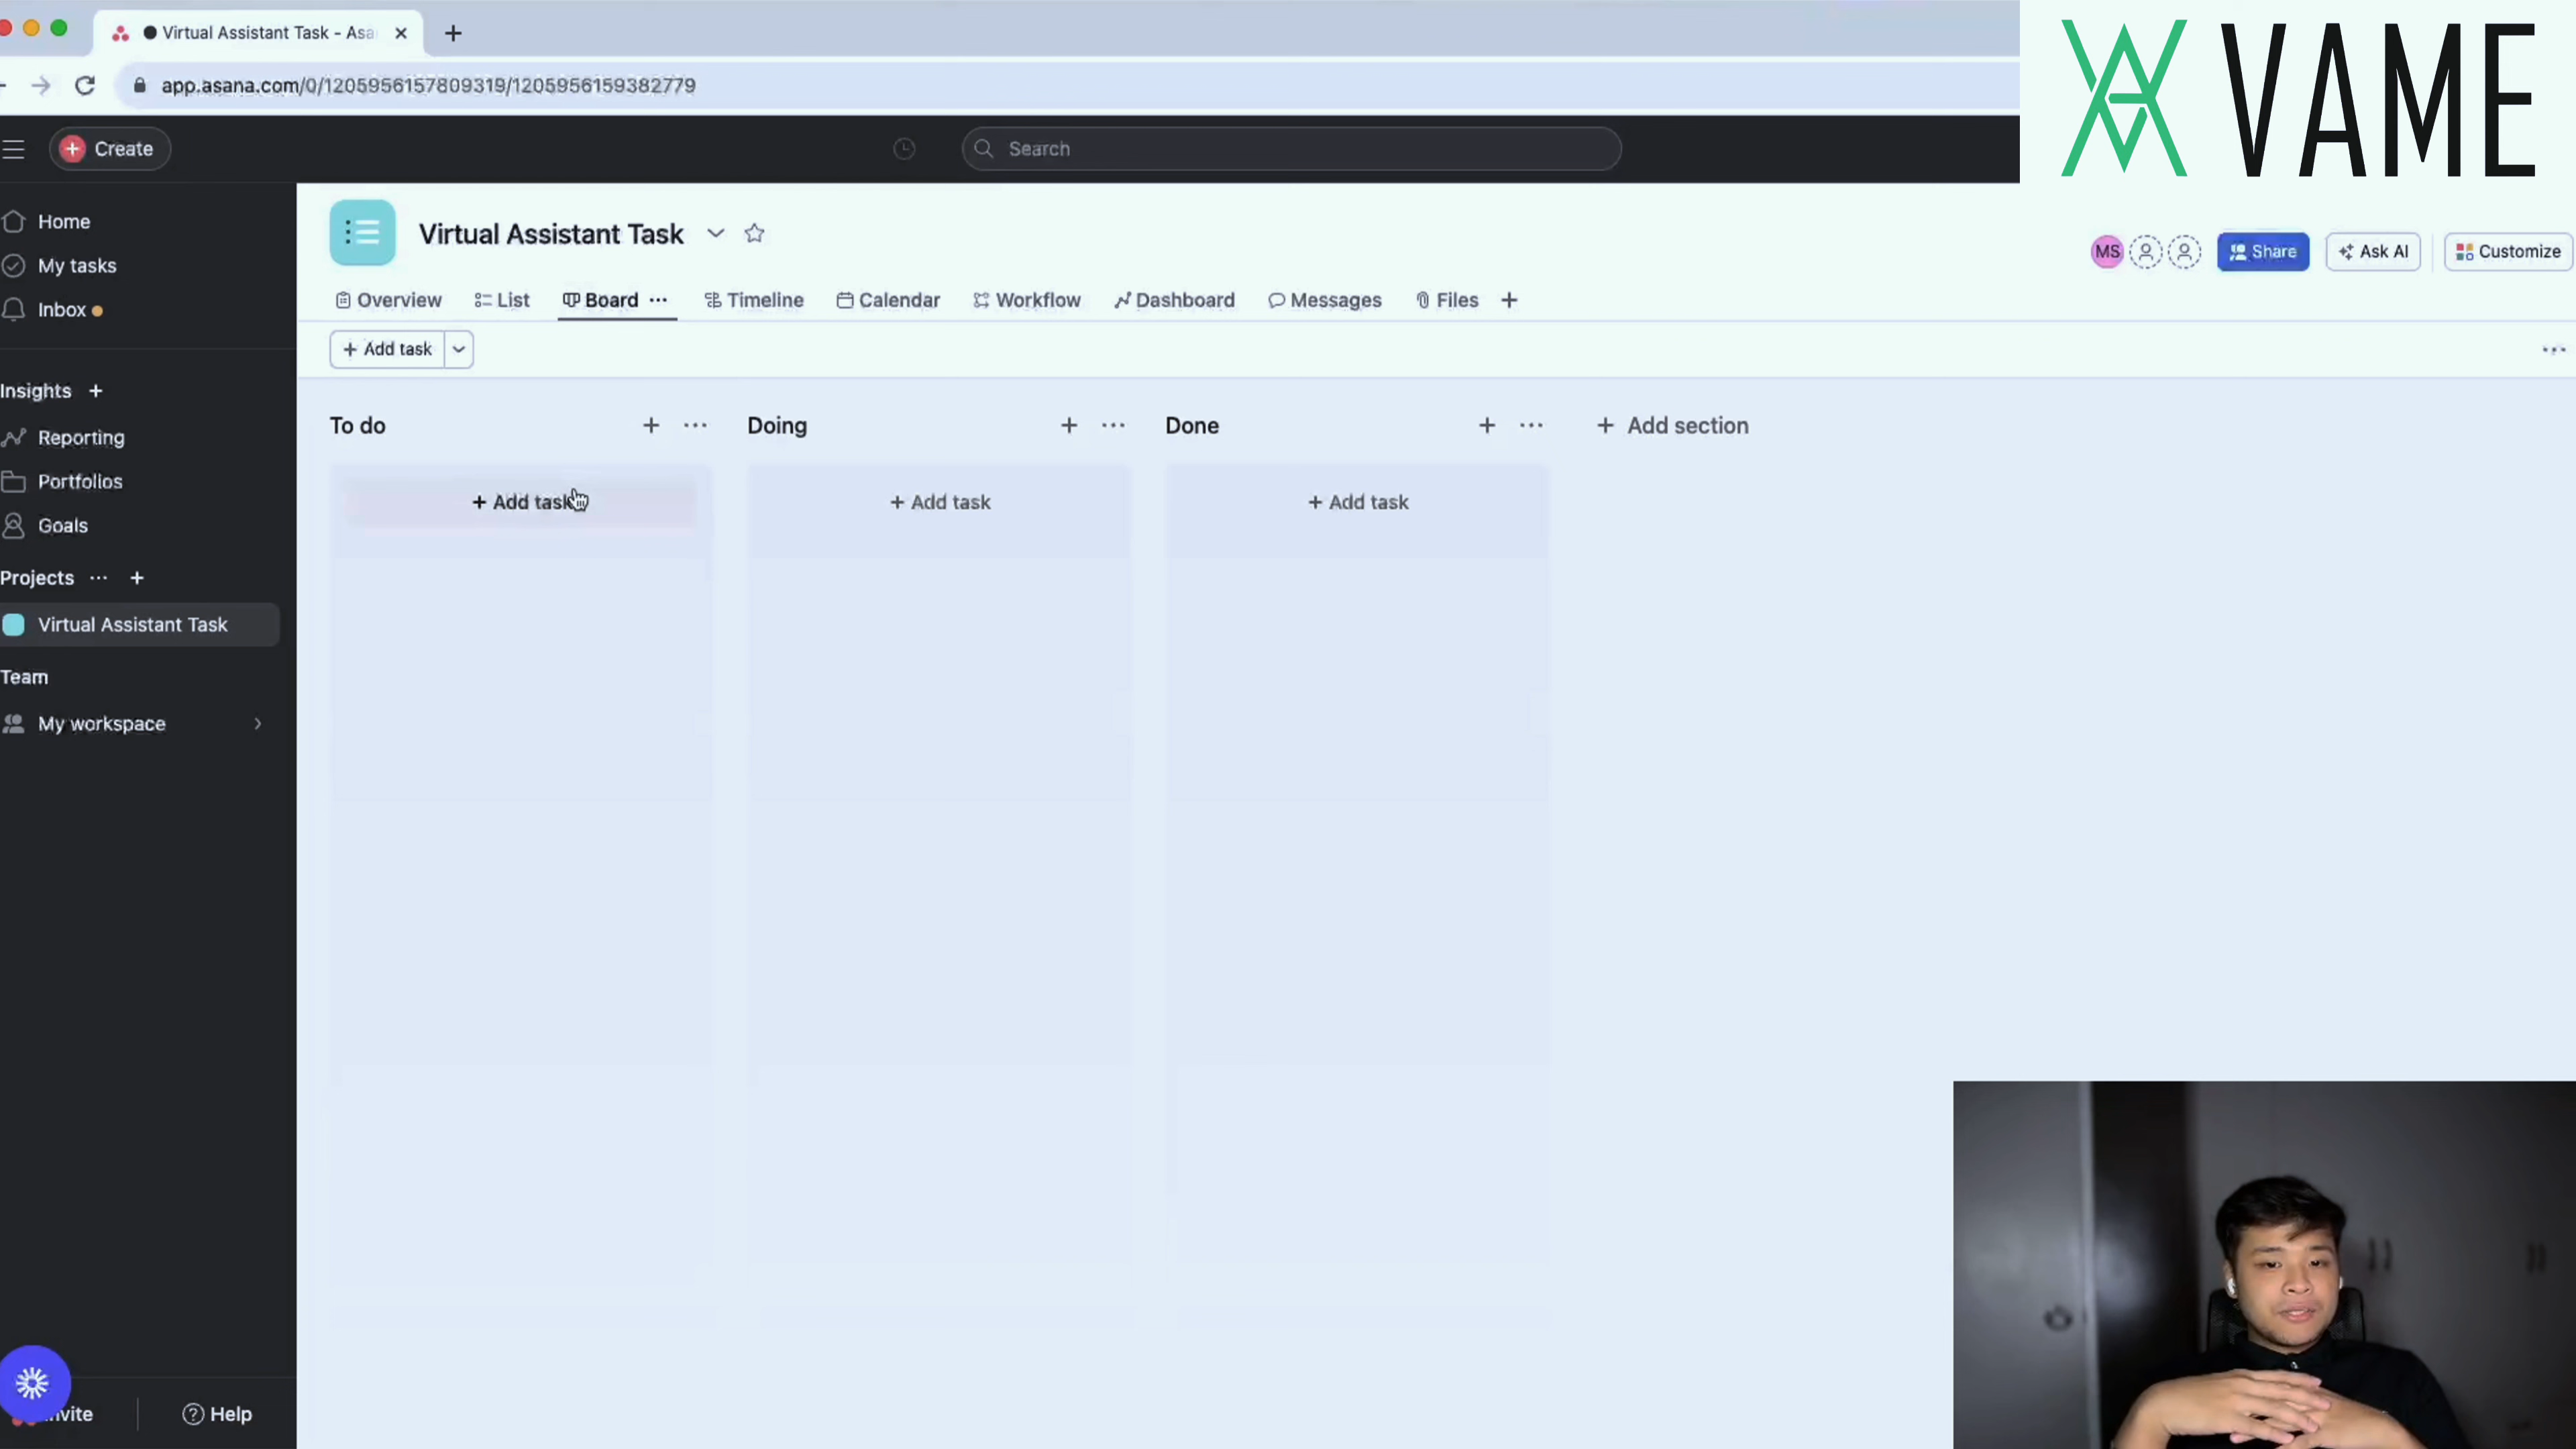 Virtual Assistant Task - Asa
app.asana.com/0/1205956157809319/1205956159382779
VAME
Create
Search
Home
My tasks
Inbox
Insights
Reporting
Portfolios
Goals
Projects
Virtual Assistant Task
Team
My workspace
Help
Virtual Assistant Task
MS
Share
Ask AI
Customize
Overview
List
Board
Timeline
Calendar
Workflow
Dashboard
Messages
Files
+ Add task
To do
Doing
Done
+ Add section
+ Add task
+ Add task
+ Add task